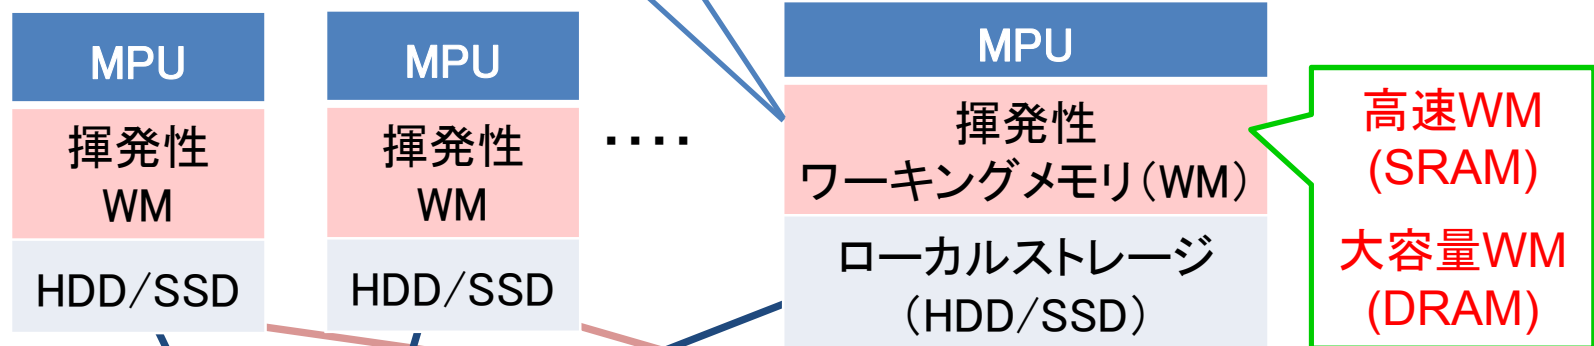 MPU
揮発性
WM
HDD/SSD
MPU
揮発性
WM
HDD/SSD
‥‥
MPU
揮発性
ワーキングメモリ(WM)
ローカルストレージ
(HDD/SSD)
高速WM
(SRAM)
大容量WM
(DRAM)